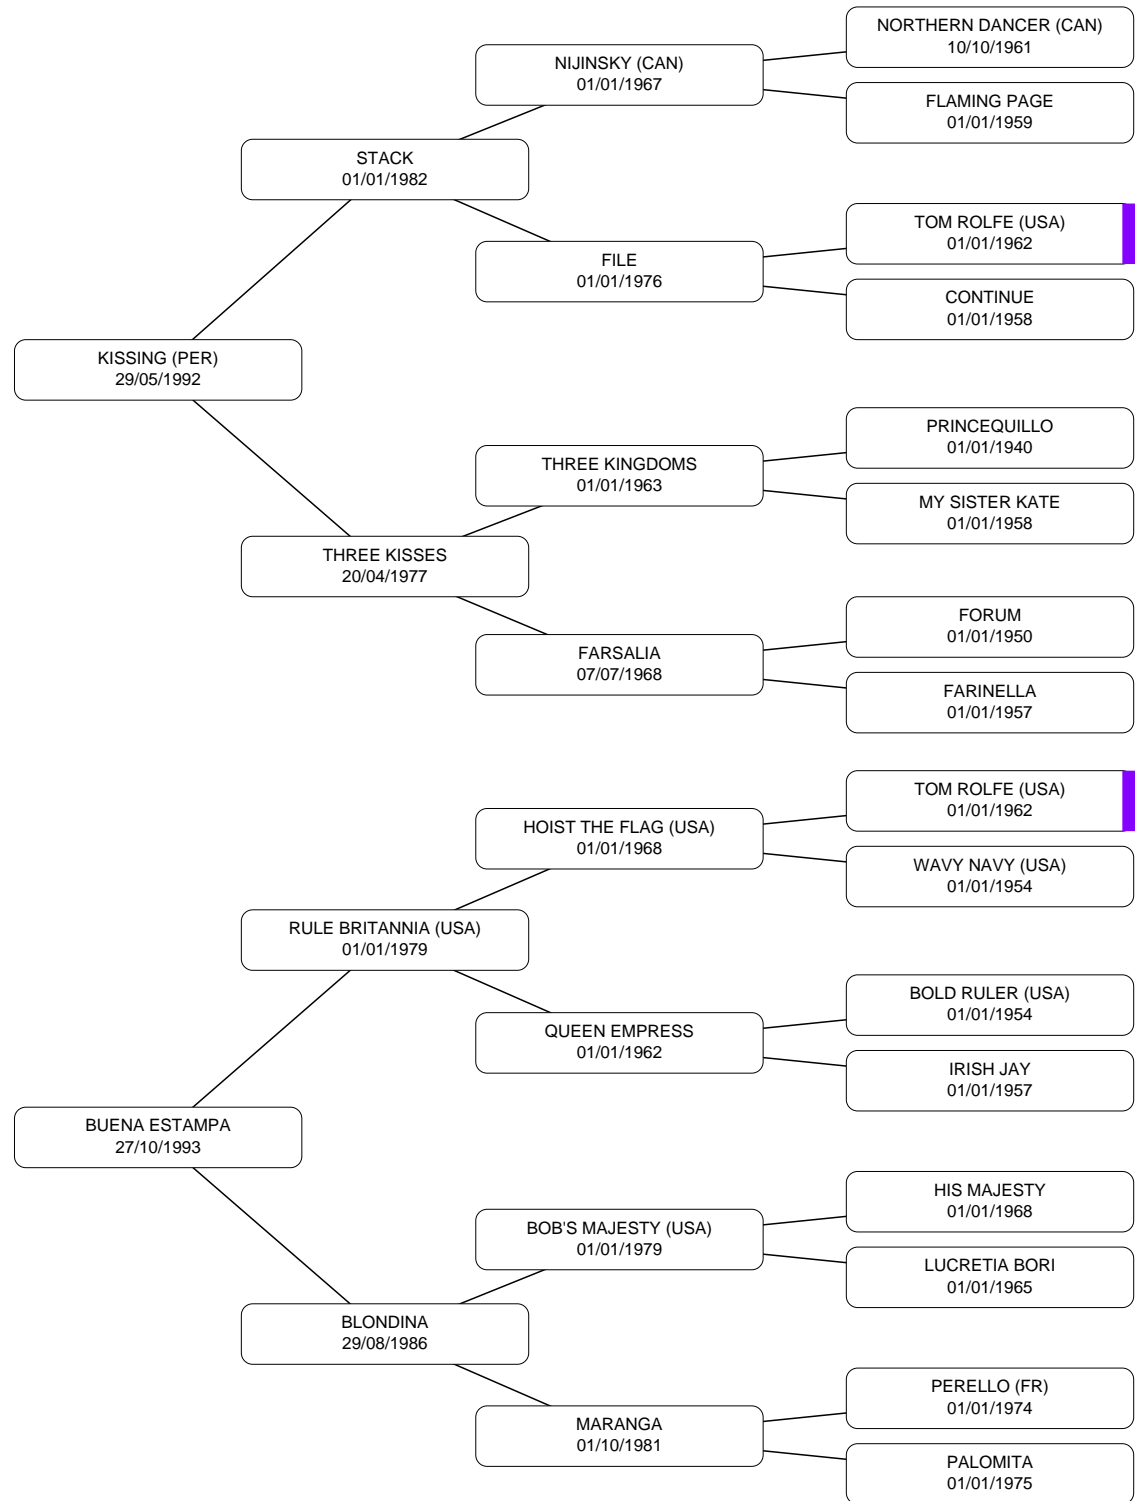 NORTHERN DANCER (CAN)
10/10/1961
NIJINSKY (CAN)
01/01/1967
FLAMING PAGE
01/01/1959
STACK
01/01/1982
TOM ROLFE (USA)
01/01/1962
FILE
01/01/1976
CONTINUE
01/01/1958
KISSING (PER)
29/05/1992
PRINCEQUILLO
01/01/1940
THREE KINGDOMS
01/01/1963
MY SISTER KATE
01/01/1958
THREE KISSES
20/04/1977
FORUM
01/01/1950
FARSALIA
07/07/1968
FARINELLA
01/01/1957
TOM ROLFE (USA)
01/01/1962
HOIST THE FLAG (USA)
01/01/1968
WAVY NAVY (USA)
01/01/1954
RULE BRITANNIA (USA)
01/01/1979
BOLD RULER (USA)
01/01/1954
QUEEN EMPRESS
01/01/1962
IRISH JAY
01/01/1957
BUENA ESTAMPA
27/10/1993
HIS MAJESTY
01/01/1968
BOB'S MAJESTY (USA)
01/01/1979
LUCRETIA BORI
01/01/1965
BLONDINA
29/08/1986
PERELLO (FR)
01/01/1974
MARANGA
01/10/1981
PALOMITA
01/01/1975